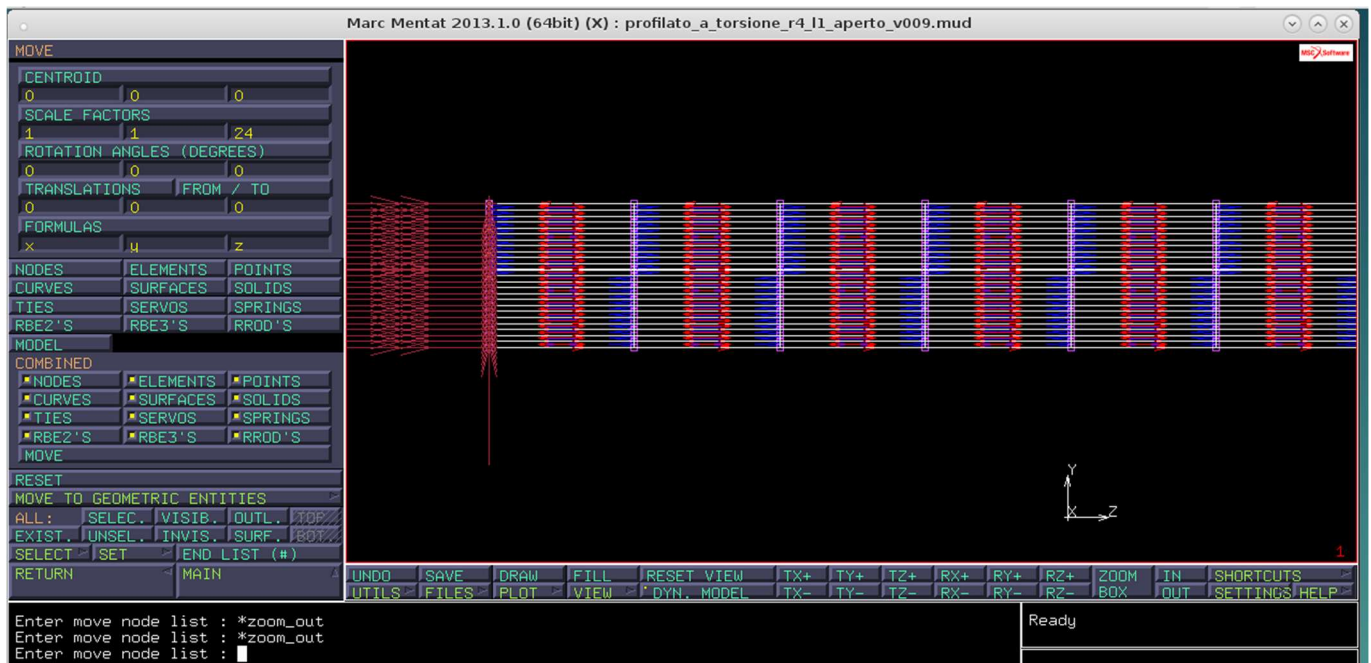 Marc Mentat 2013.1.0 (64bit) (X) : profilato_a_torsione_r4_l1_aperto_v009.mud
MOVE
CENTROID
0 0 0
SCALE FACTORS
1 1 24
ROTATION ANGLES (DEGREES)
0 0 0
TRANSLATIONS FROM / TO
0 0 0
FORMULAS
x y z
NODES ELEMENTS POINTS
CURVES SURFACES SOLIDS
TIES SERVOS SPRINGS
RBE2'S RBE3'S RROD'S
MODEL
COMBINED
NODES ELEMENTS POINTS
CURVES SURFACES SOLIDS
TIES SERVOS SPRINGS
RBE2'S RBE3'S RROD'S
MOVE
RESET
MOVE TO GEOMETRIC ENTITIES
ALL: SELEC. VISIB. OUTL. TOP
EXIST. UNSEL. INVIS. SURF. BOT.
SELECT SET END LIST (#)
RETURN MAIN
MSC Software
Y
X Z
1
UNDO SAVE DRAW FILL RESET VIEW TX+ TY+ TZ+ RX+ RY+ RZ+ ZOOM IN SHORTCUTS
UTILS FILES PLOT VIEW DYN. MODEL TX- TY- TZ- RX- RY- RZ- BOX OUT SETTINGS HELP
Enter move node list : *zoom_out
Enter move node list : *zoom_out
Enter move node list :
Ready